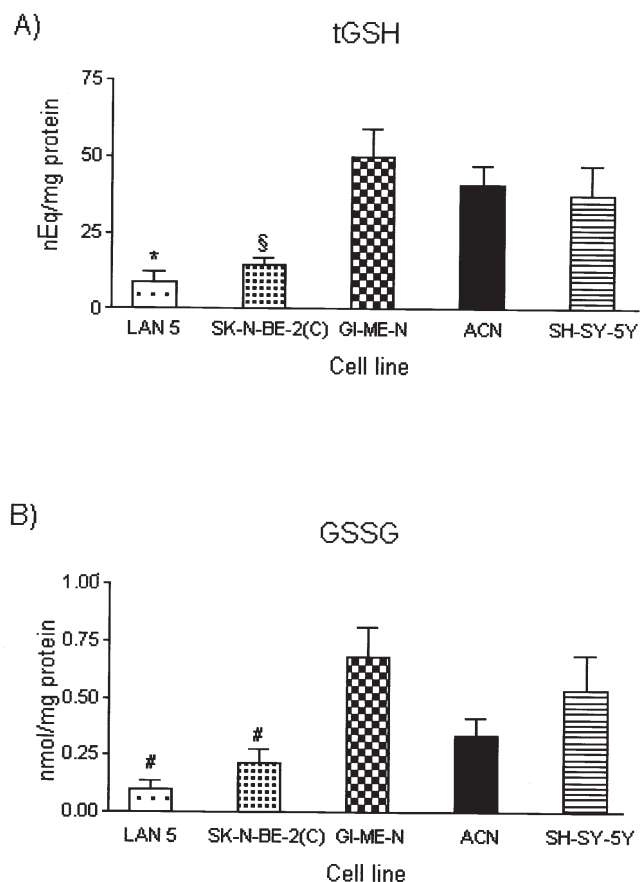 A)
tGSH
nEq/mg protein
75
50
25
0
*
§
LAN 5 SK-N-BE-2(C) GI-ME-N ACN SH-SY-5Y
Cell line
B)
GSSG
nmol/mg protein
1.00
0.75
0.50
0.25
0.00
#
#
LAN 5 SK-N-BE-2(C) GI-ME-N ACN SH-SY-5Y
Cell line